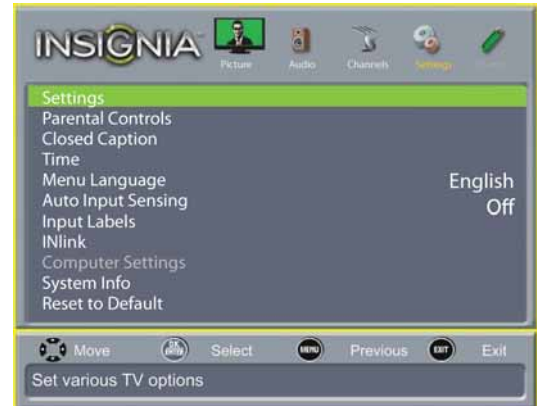 INSIGNIA
Picture Audio Channels Settings
Settings
Parental Controls
Closed Caption
Time
Menu Language English
Auto Input Sensing Off
Input Labels
INlink
Computer Settings
System Info
Reset to Default
Move OK ENTER Select MENU Previous EXIT Exit
Set various TV options